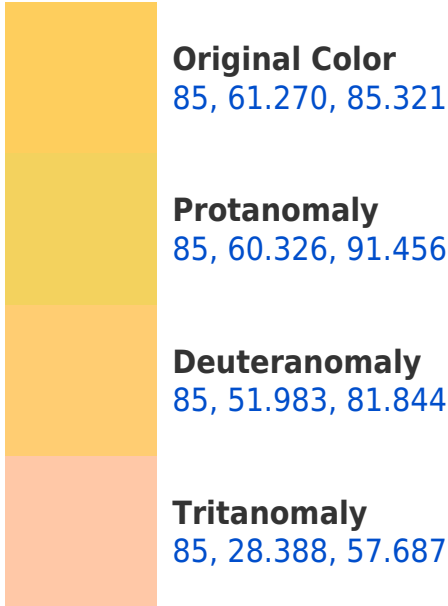 Original Color
85, 61.270, 85.321
Protanomaly
85, 60.326, 91.456
Deuteranomaly
85, 51.983, 81.844
Tritanomaly
85, 28.388, 57.687